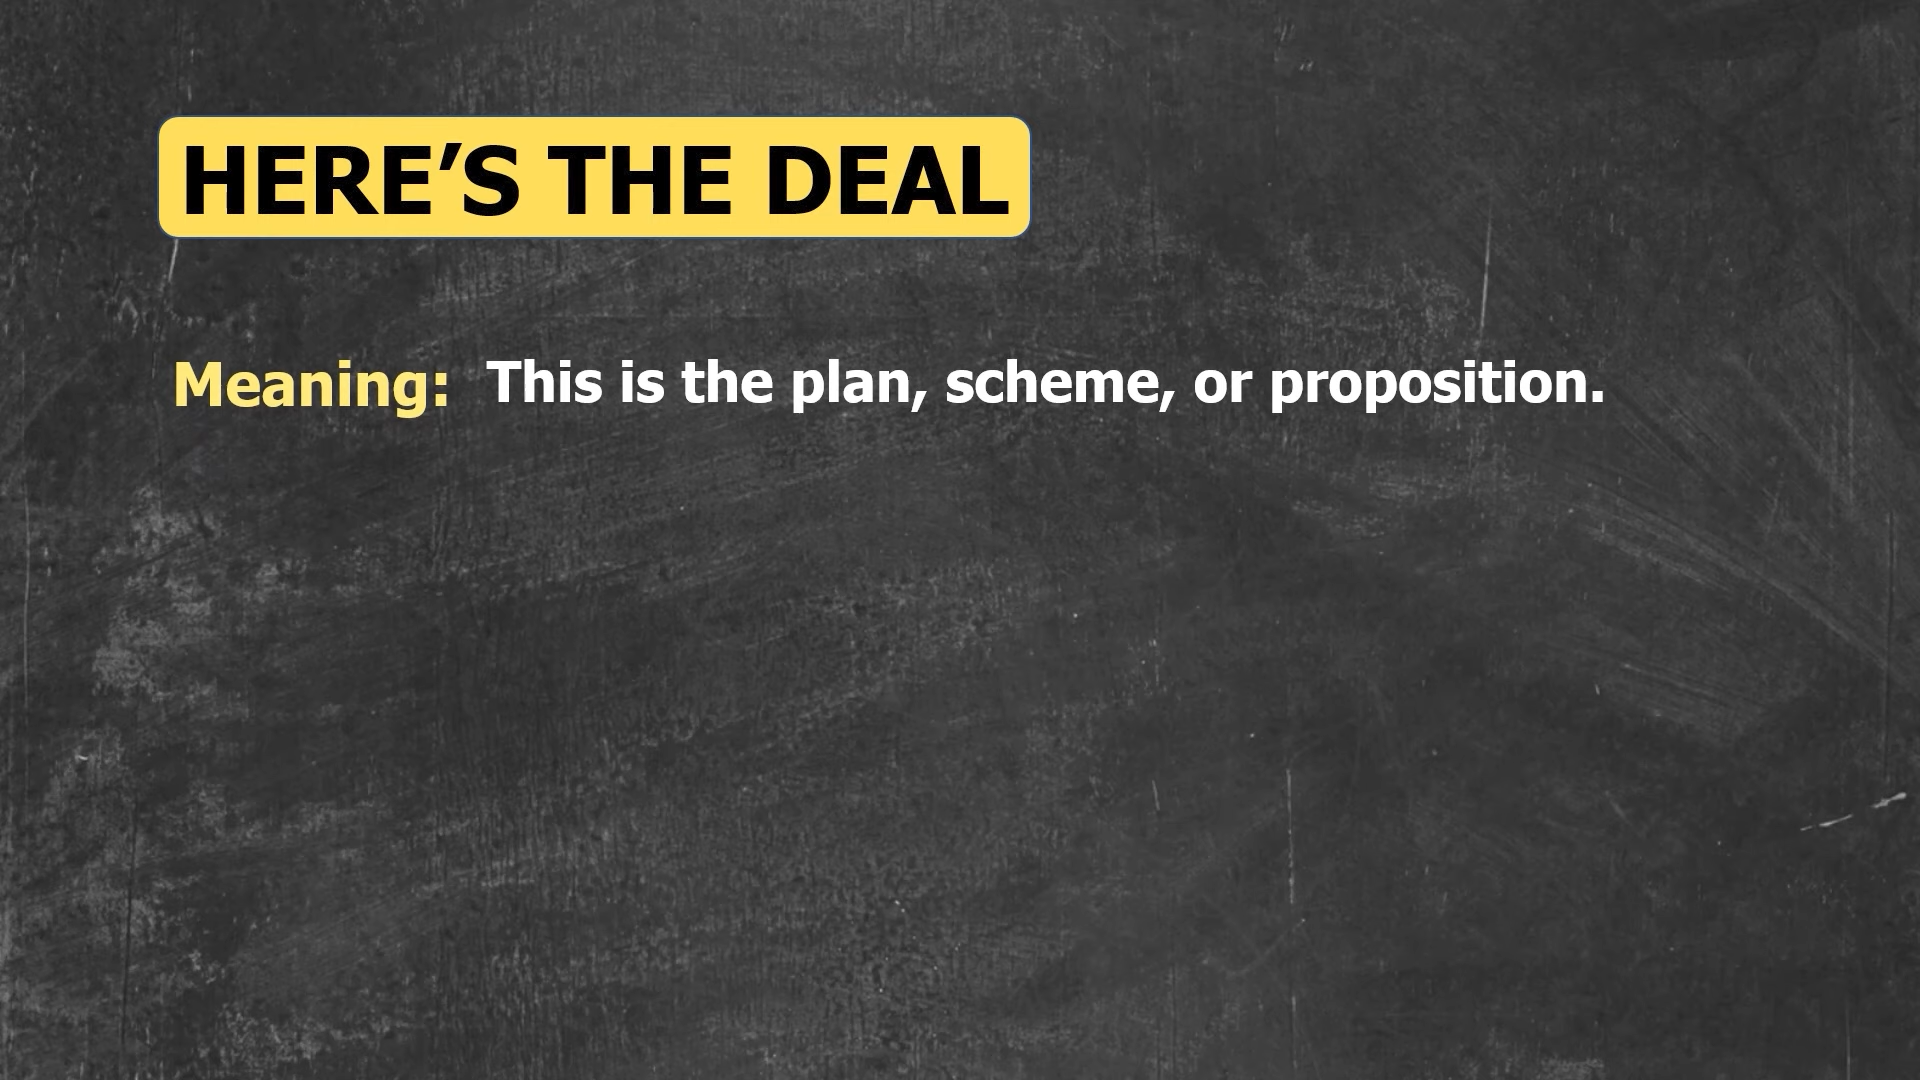 HERE’S THE DEAL
Meaning: This is the plan, scheme, or proposition.